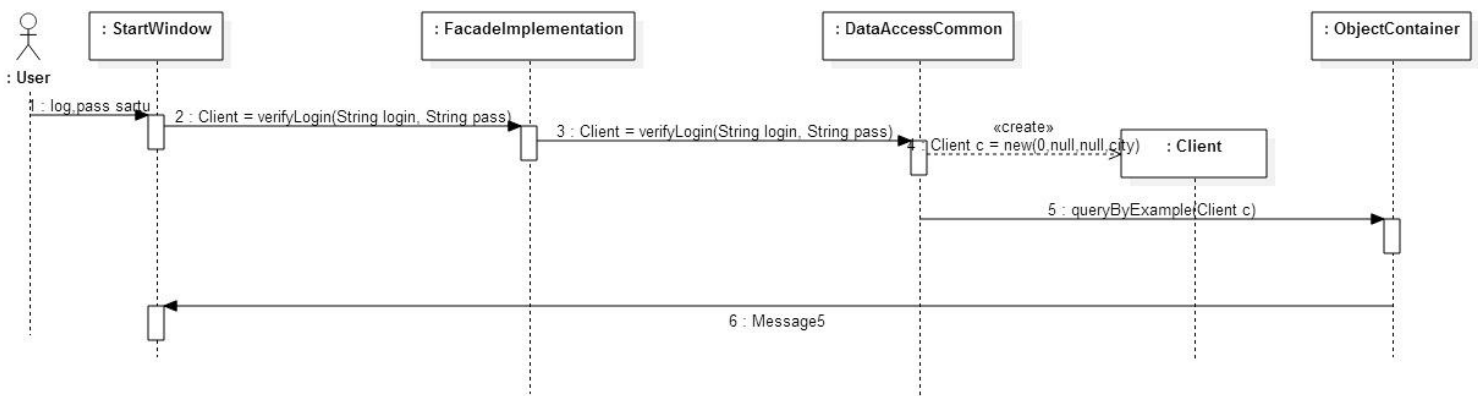 : StartWindow
: FacadeImplementation
: DataAccessCommon
: ObjectContainer
: User
1 : log,pass sartu
2 : Client = verifyLogin(String login, String pass)
3 : Client = verifyLogin(String login, String pass)
«create»
4 : Client c = new(0,null,null,city)
: Client
5 : queryByExample(Client c)
6 : Message5